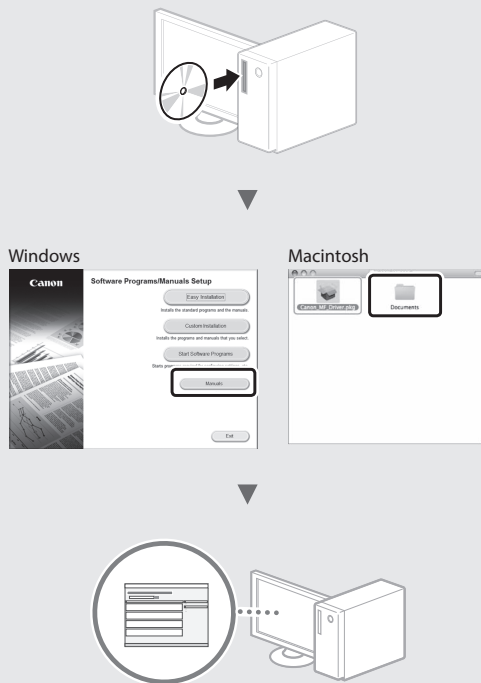 Windows
Canon
Software Programs/Manuals Setup
Easy Installation
Installs the standard programs and the manuals.
Custom Installation
Installs the programs and manuals that you select.
Start Software Programs
Starts
Manuals
Exit
Macintosh
Canon_MF_Driver.pkg
Documents